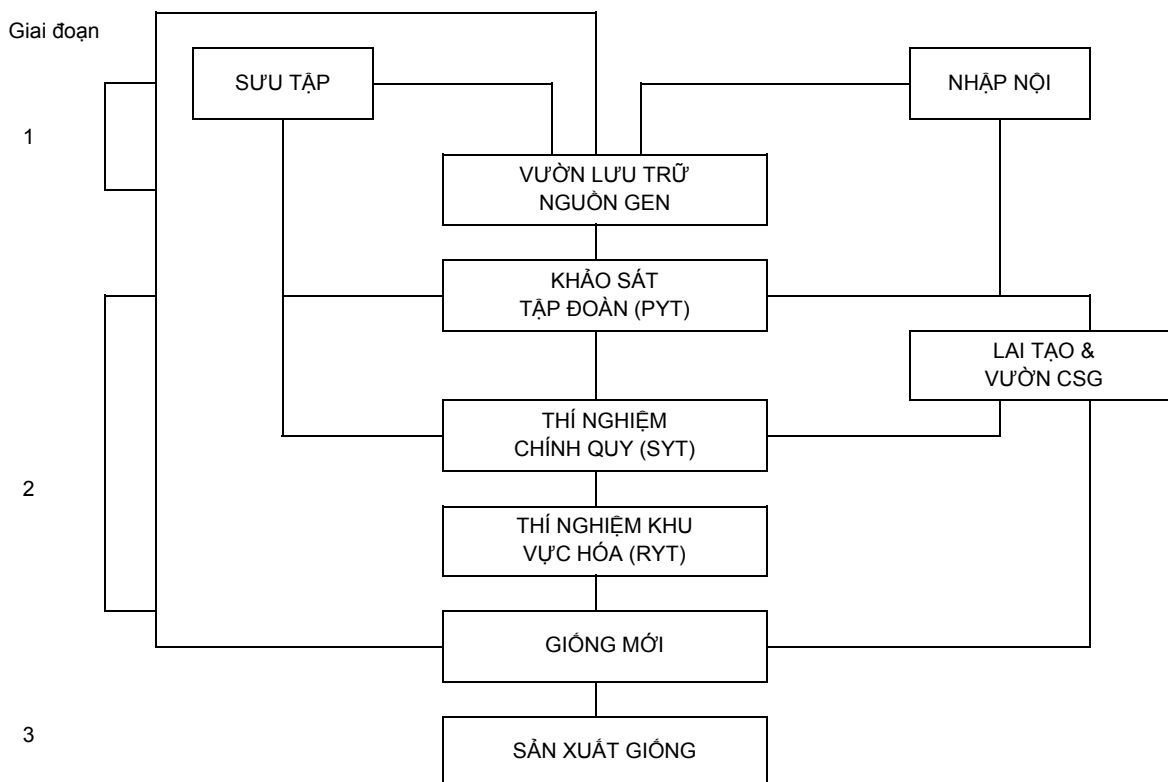 Giai đoạn
SƯU TẬP
NHẬP NỘI
1
VƯỜN LƯU TRỮ
NGUỒN GEN
KHẢO SÁT
TẬP ĐOÀN (PYT)
LAI TẠO &
VƯỜN CSG
THÍ NGHIỆM
CHÍNH QUY (SYT)
2
THÍ NGHIỆM KHU
VỰC HÓA (RYT)
GIỐNG MỚI
3
SẢN XUẤT GIỐNG